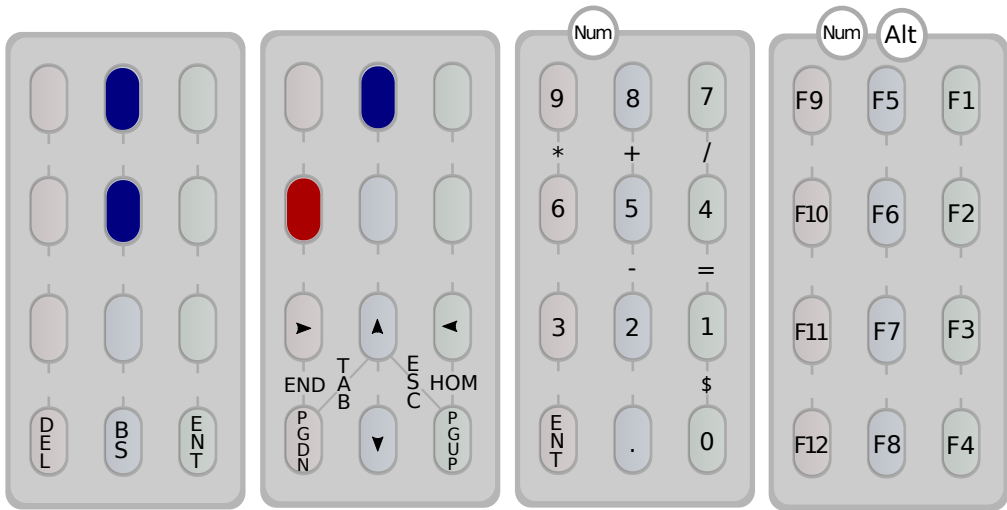 Num Num Alt
9 8 7 F9 F5 F1
* + /
6 5 4 F10 F6 F2
- =
3 2 1 F11 F7 F3
TAB ESC
END HOM $
DEL BS ENT PGDN PGUP ENT . 0 F12 F8 F4